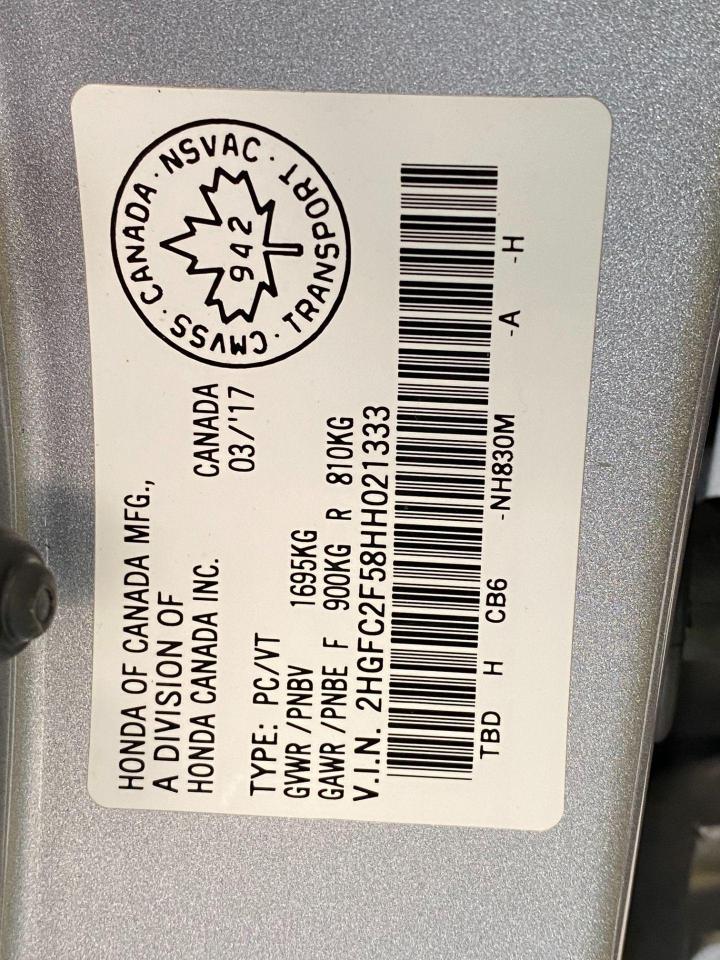 HONDA OF CANADA MFG.,
A DIVISION OF
HONDA CANADA INC.
CANADA
03/'17
TYPE: PC/VT
GVWR/PNBV 1695KG
GAWR/PNBE F 900KG R 810KG
V.I.N. 2HGFC2F58HH021333
TBD H CB6 -NH830M -A -H
CMVSS · CANADA · NSVAC · TRANSPORT ·
942